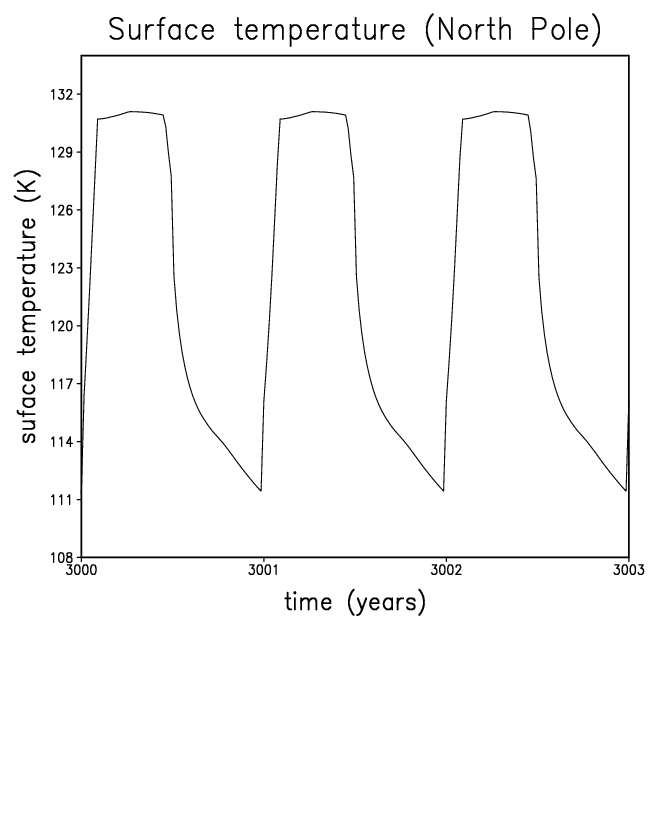 Surface temperature (North Pole)
132
129
126
123
120
117
114
111
108
suface temperature (K)
3000 3001 3002 3003
time (years)